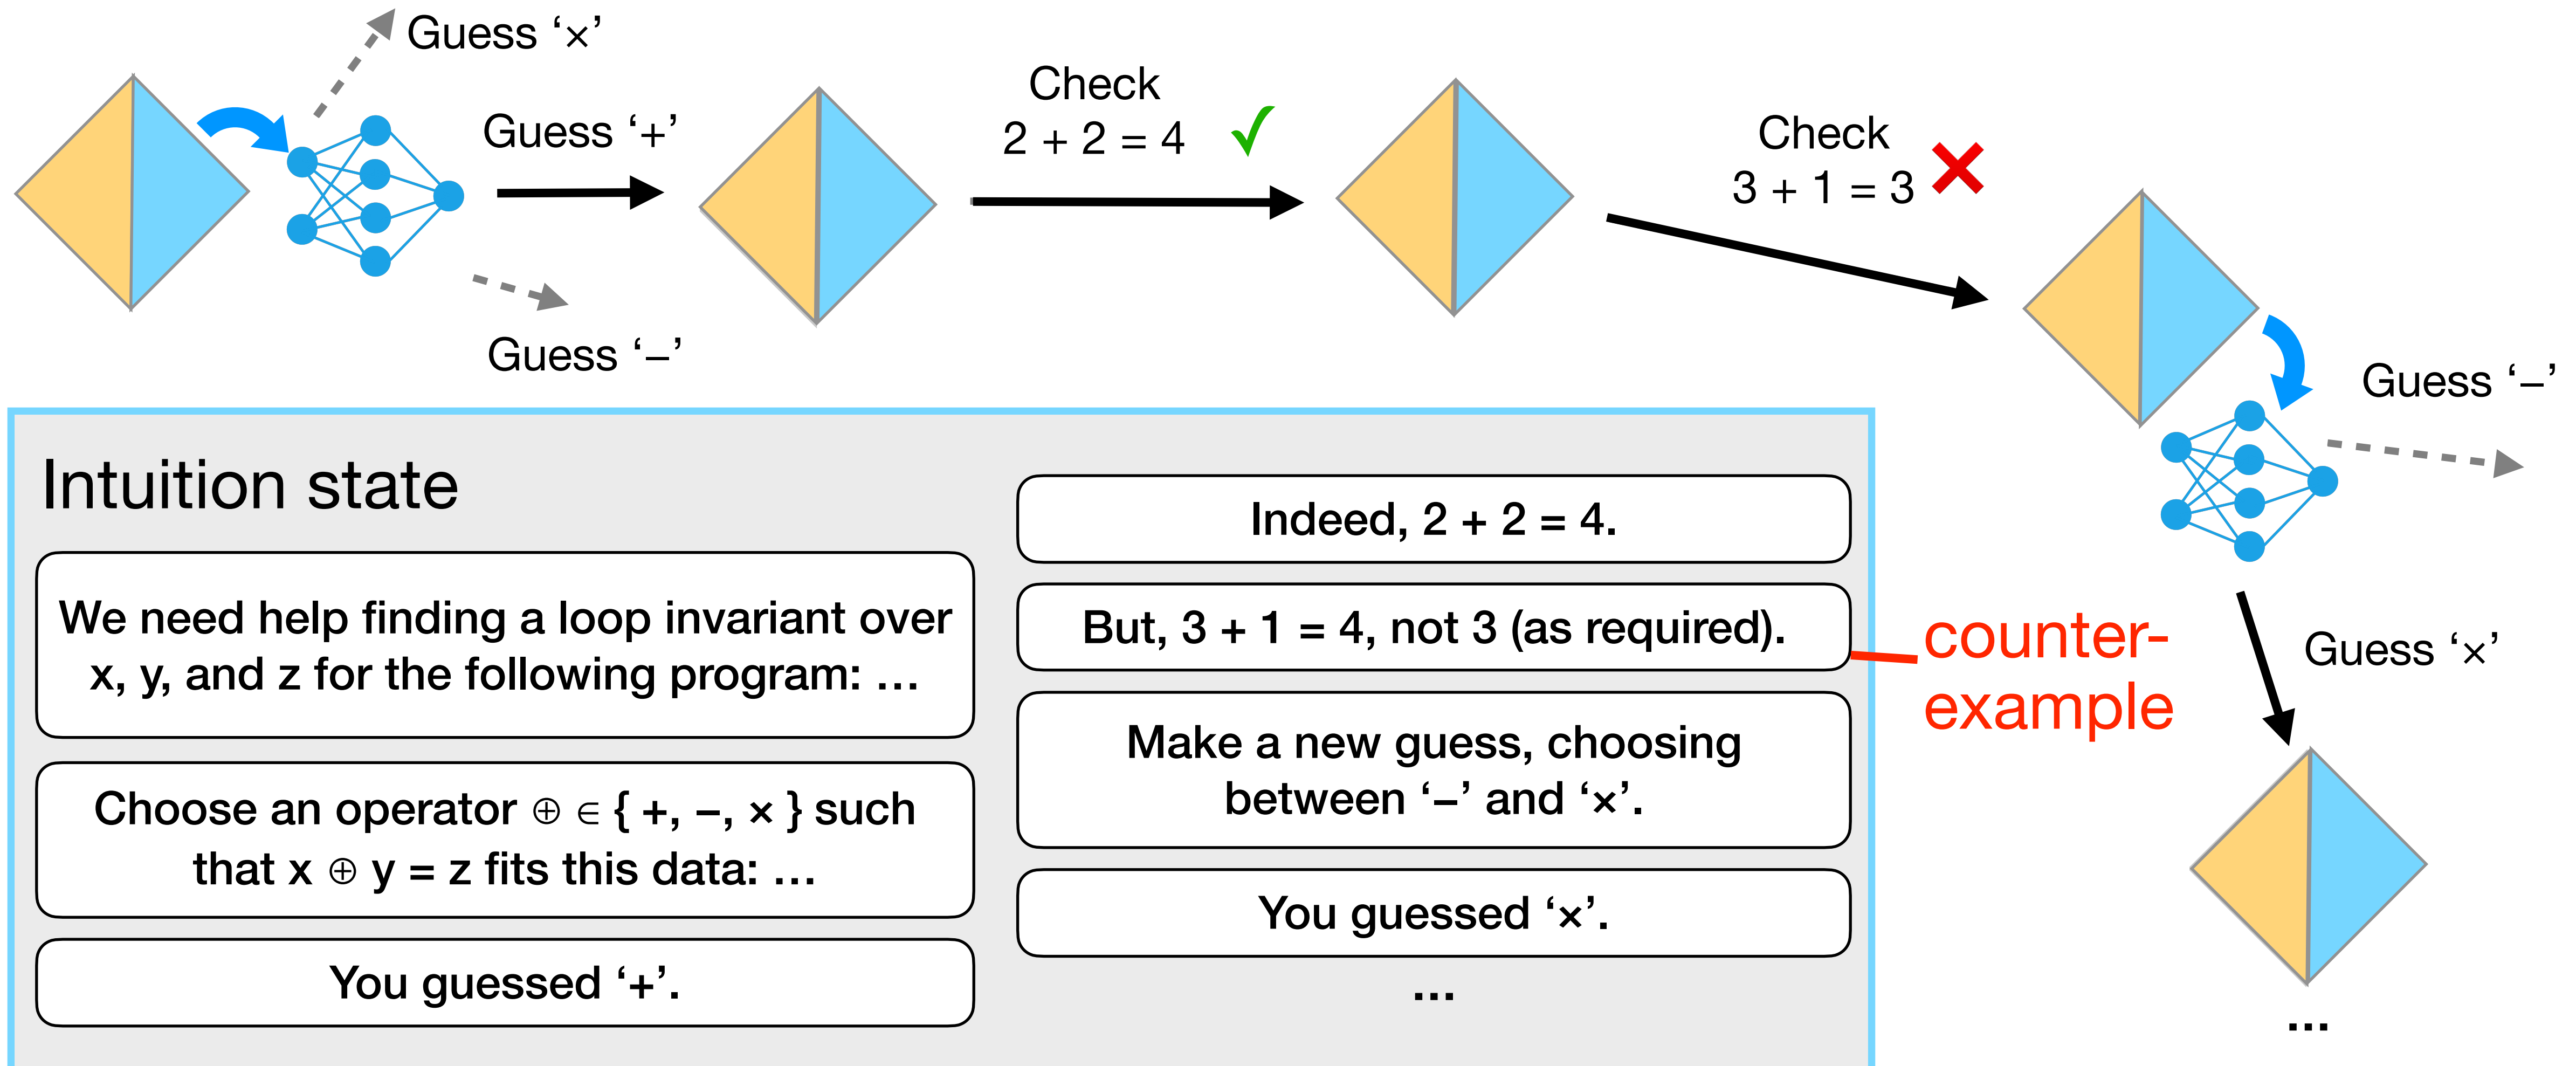 Guess ‘×’
Guess ‘+’
Guess ‘−’
Check
2 + 2 = 4 ✓
Check
3 + 1 = 3 ✕
Guess ‘−’
Guess ‘×’
...
Intuition state
We need help finding a loop invariant over
x, y, and z for the following program: ...
Choose an operator ⊕ ∈ { +, −, × } such
that x ⊕ y = z fits this data: ...
You guessed ‘+’.
Indeed, 2 + 2 = 4.
But, 3 + 1 = 4, not 3 (as required).
counter-
example
Make a new guess, choosing
between ‘−’ and ‘×’.
You guessed ‘×’.
...